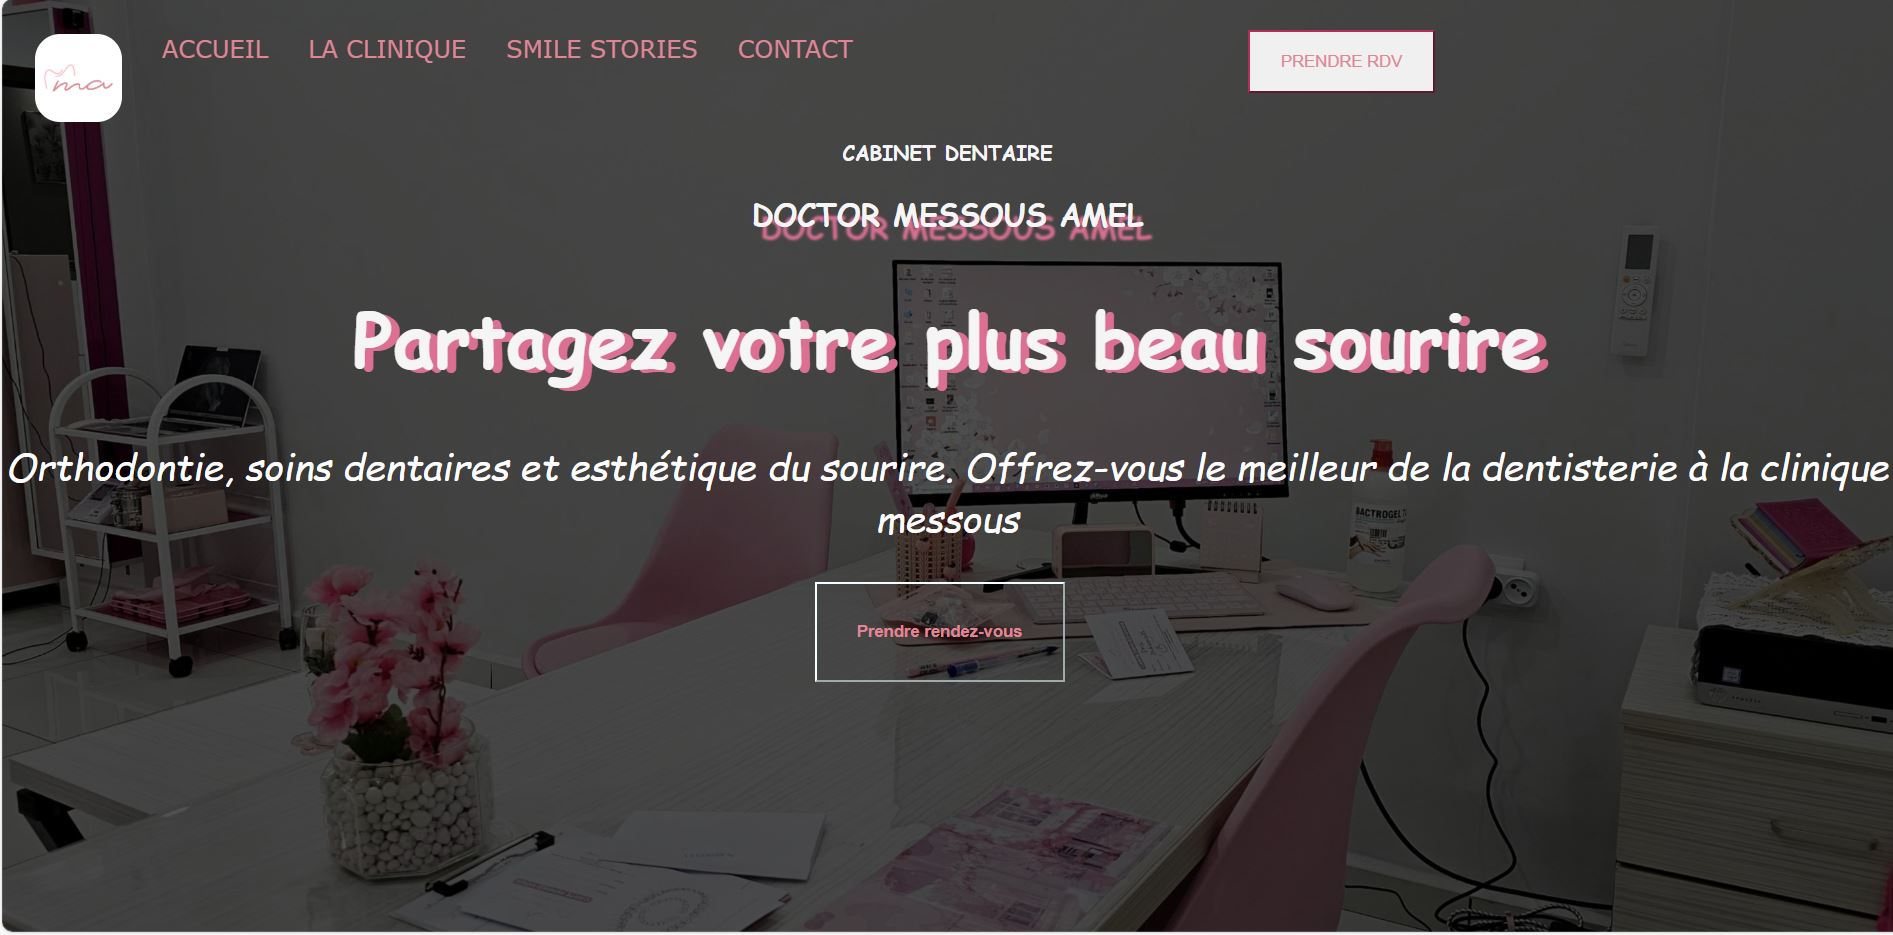 ma
ACCUEIL
LA CLINIQUE
SMILE STORIES
CONTACT
PRENDRE RDV
CABINET DENTAIRE
DOCTOR MESSOUS AMEL
Partagez votre plus beau sourire
Orthodontie, soins dentaires et esthétique du sourire. Offrez-vous le meilleur de la dentisterie à la clinique
messous
BACTROGEL
Prendre rendez-vous